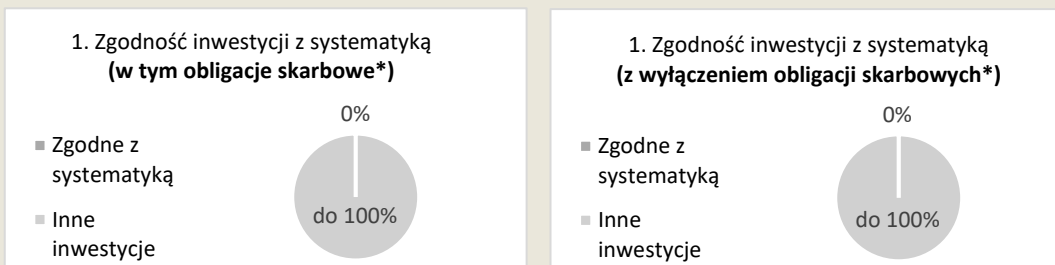 1. Zgodność inwestycji z systematyką
(w tym obligacje skarbowe*)
0%
Zgodne z
systematyką
do 100%
Inne
inwestycje
1. Zgodność inwestycji z systematyką
(z wyłączeniem obligacji skarbowych*)
0%
Zgodne z
systematyką
do 100%
Inne
inwestycje